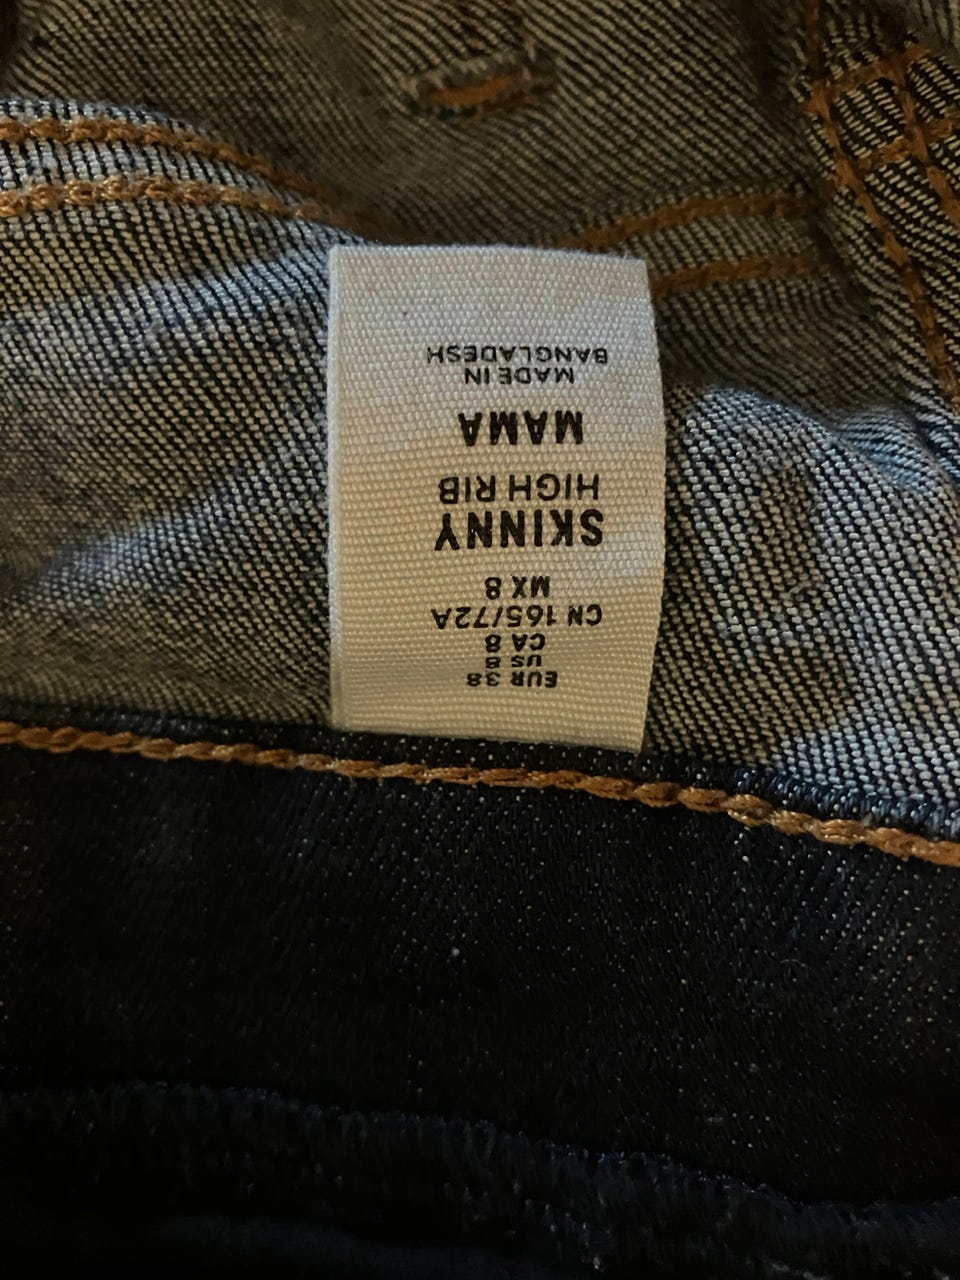 EUR 38
US 8
CA 8
CN 165/72A
MX 8
SKINNY
HIGH RIB
MAMA
MADE IN
BANGLADESH